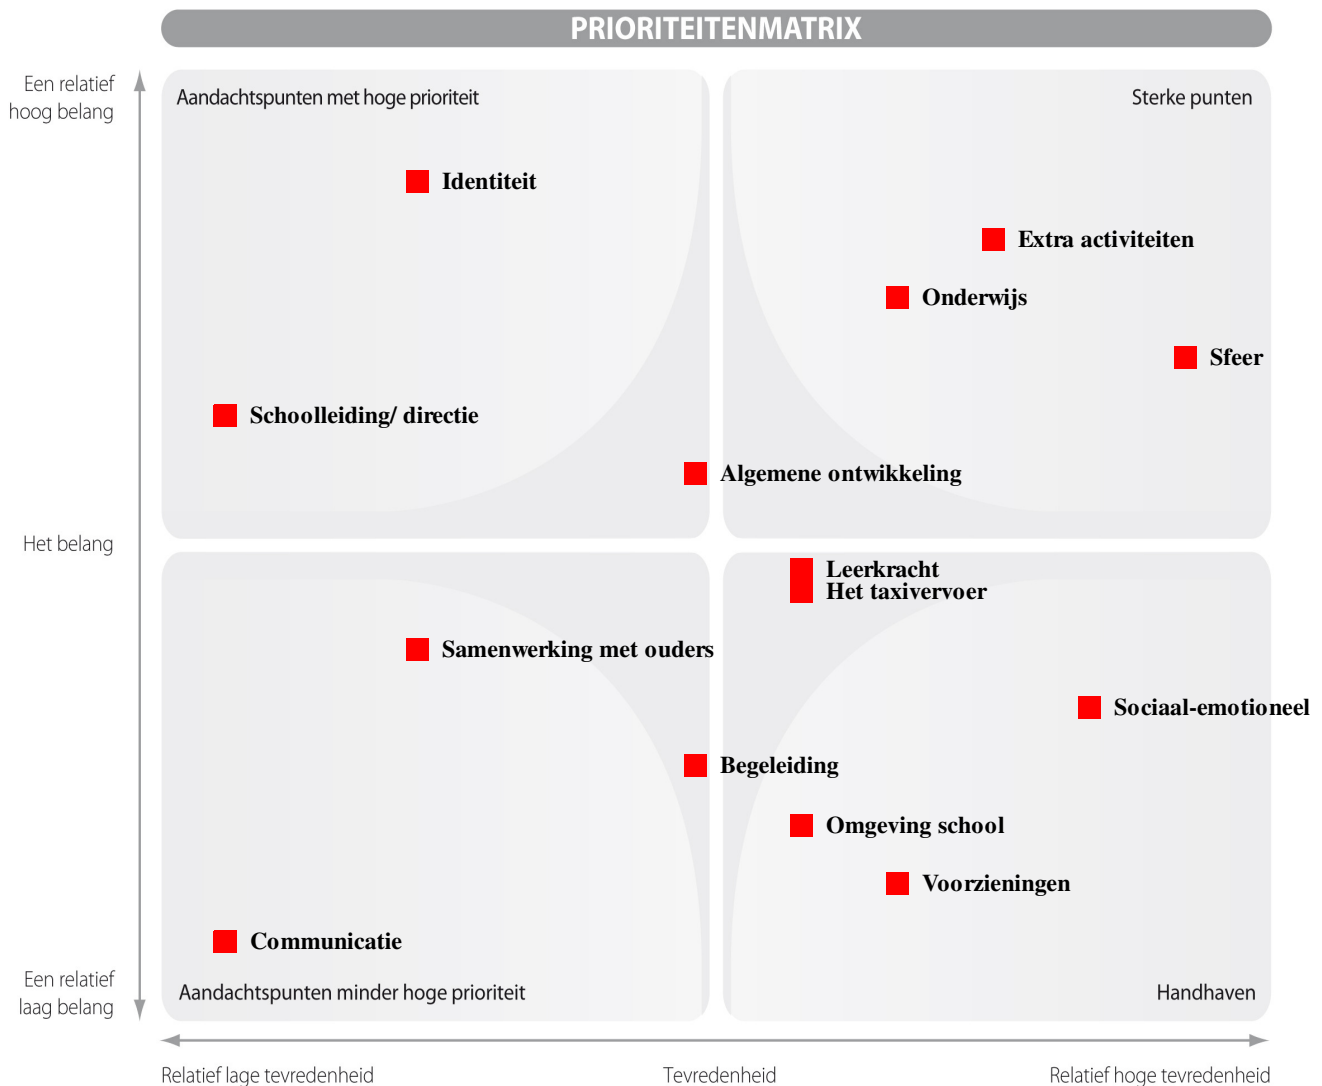 PRIORITEITENMATRIX
Een relatief
hoog belang
Aandachtspunten met hoge prioriteit
Sterke punten
Identiteit
Extra activiteiten
Onderwijs
Sfeer
Schoolleiding/ directie
Algemene ontwikkeling
Het belang
Leerkracht
Het taxivervoer
Samenwerking met ouders
Sociaal-emotioneel
Begeleiding
Omgeving school
Voorzieningen
Communicatie
Een relatief
laag belang
Aandachtspunten minder hoge prioriteit
Handhaven
Relatief lage tevredenheid
Tevredenheid
Relatief hoge tevredenheid